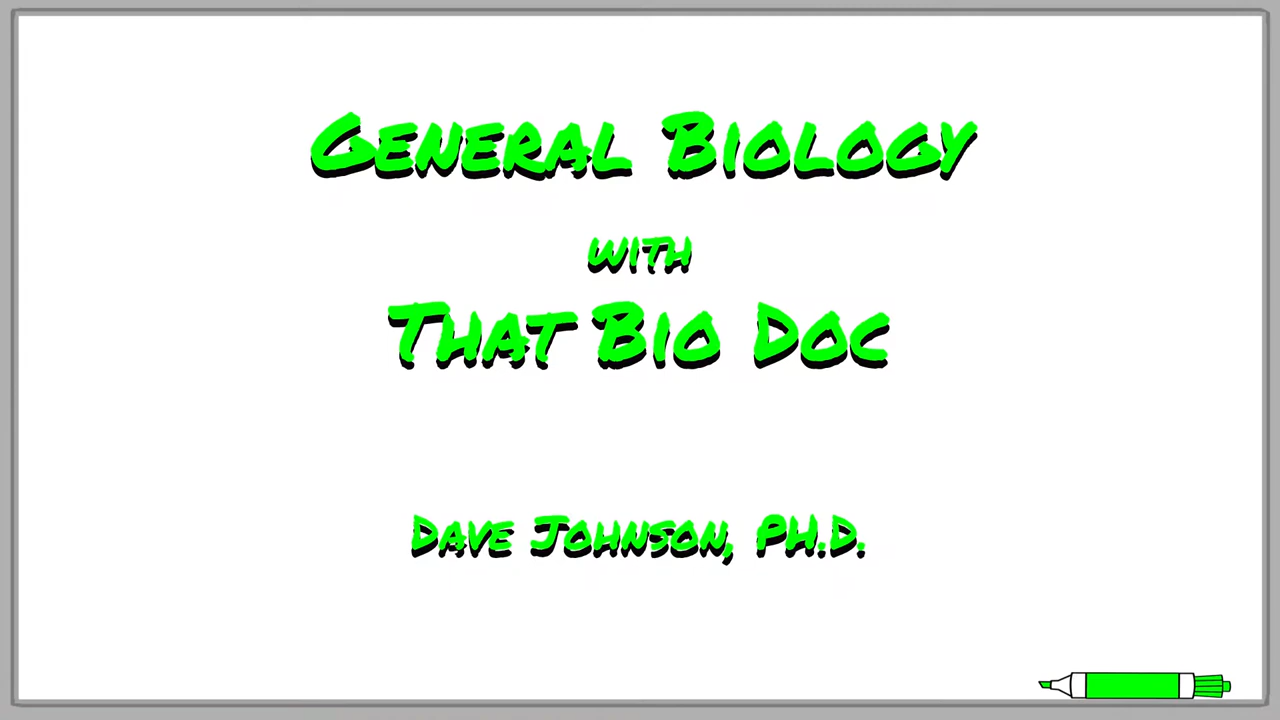 General Biology
with
That Bio Doc
Dave Johnson, PH.D.